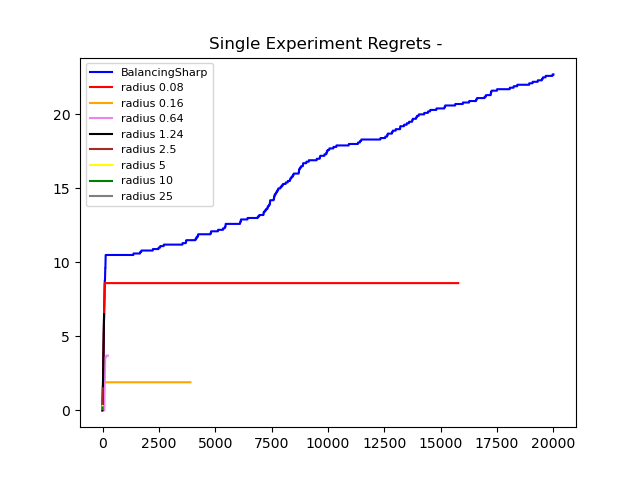 Single Experiment Regrets -
BalancingSharp
radius 0.08
radius 0.16
radius 0.64
radius 1.24
radius 2.5
radius 5
radius 10
radius 25
20
15
10
5
0
0 2500 5000 7500 10000 12500 15000 17500 20000